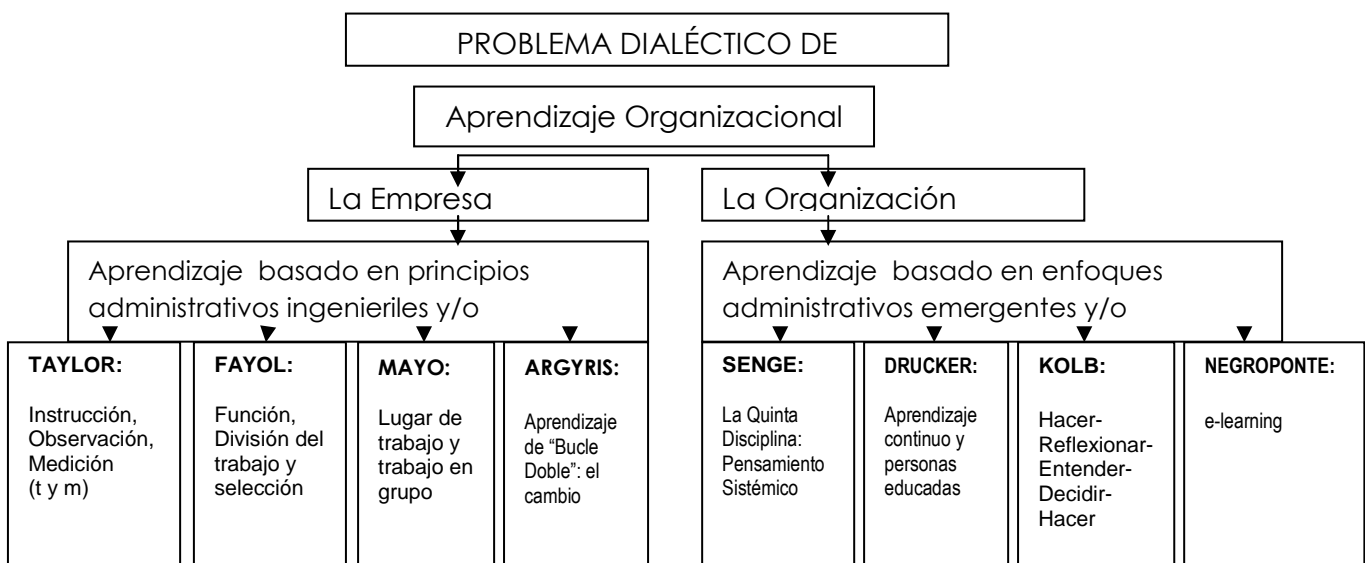 PROBLEMA DIALÉCTICO DE
Aprendizaje Organizacional
La Empresa
La Organización
Aprendizaje basado en principios
administrativos ingenieriles y/o
Aprendizaje basado en enfoques
administrativos emergentes y/o
TAYLOR:
Instrucción,
Observación,
Medición
(t y m)
FAYOL:
Función,
División del
trabajo y
selección
MAYO:
Lugar de
trabajo y
trabajo en
grupo
ARGYRIS:
Aprendizaje
de “Bucle
Doble”: el
cambio
SENGE:
La Quinta
Disciplina:
Pensamiento
Sistémico
DRUCKER:
Aprendizaje
continuo y
personas
educadas
KOLB:
Hacer-
Reflexionar-
Entender-
Decidir-
Hacer
NEGROPONTE:
e-learning